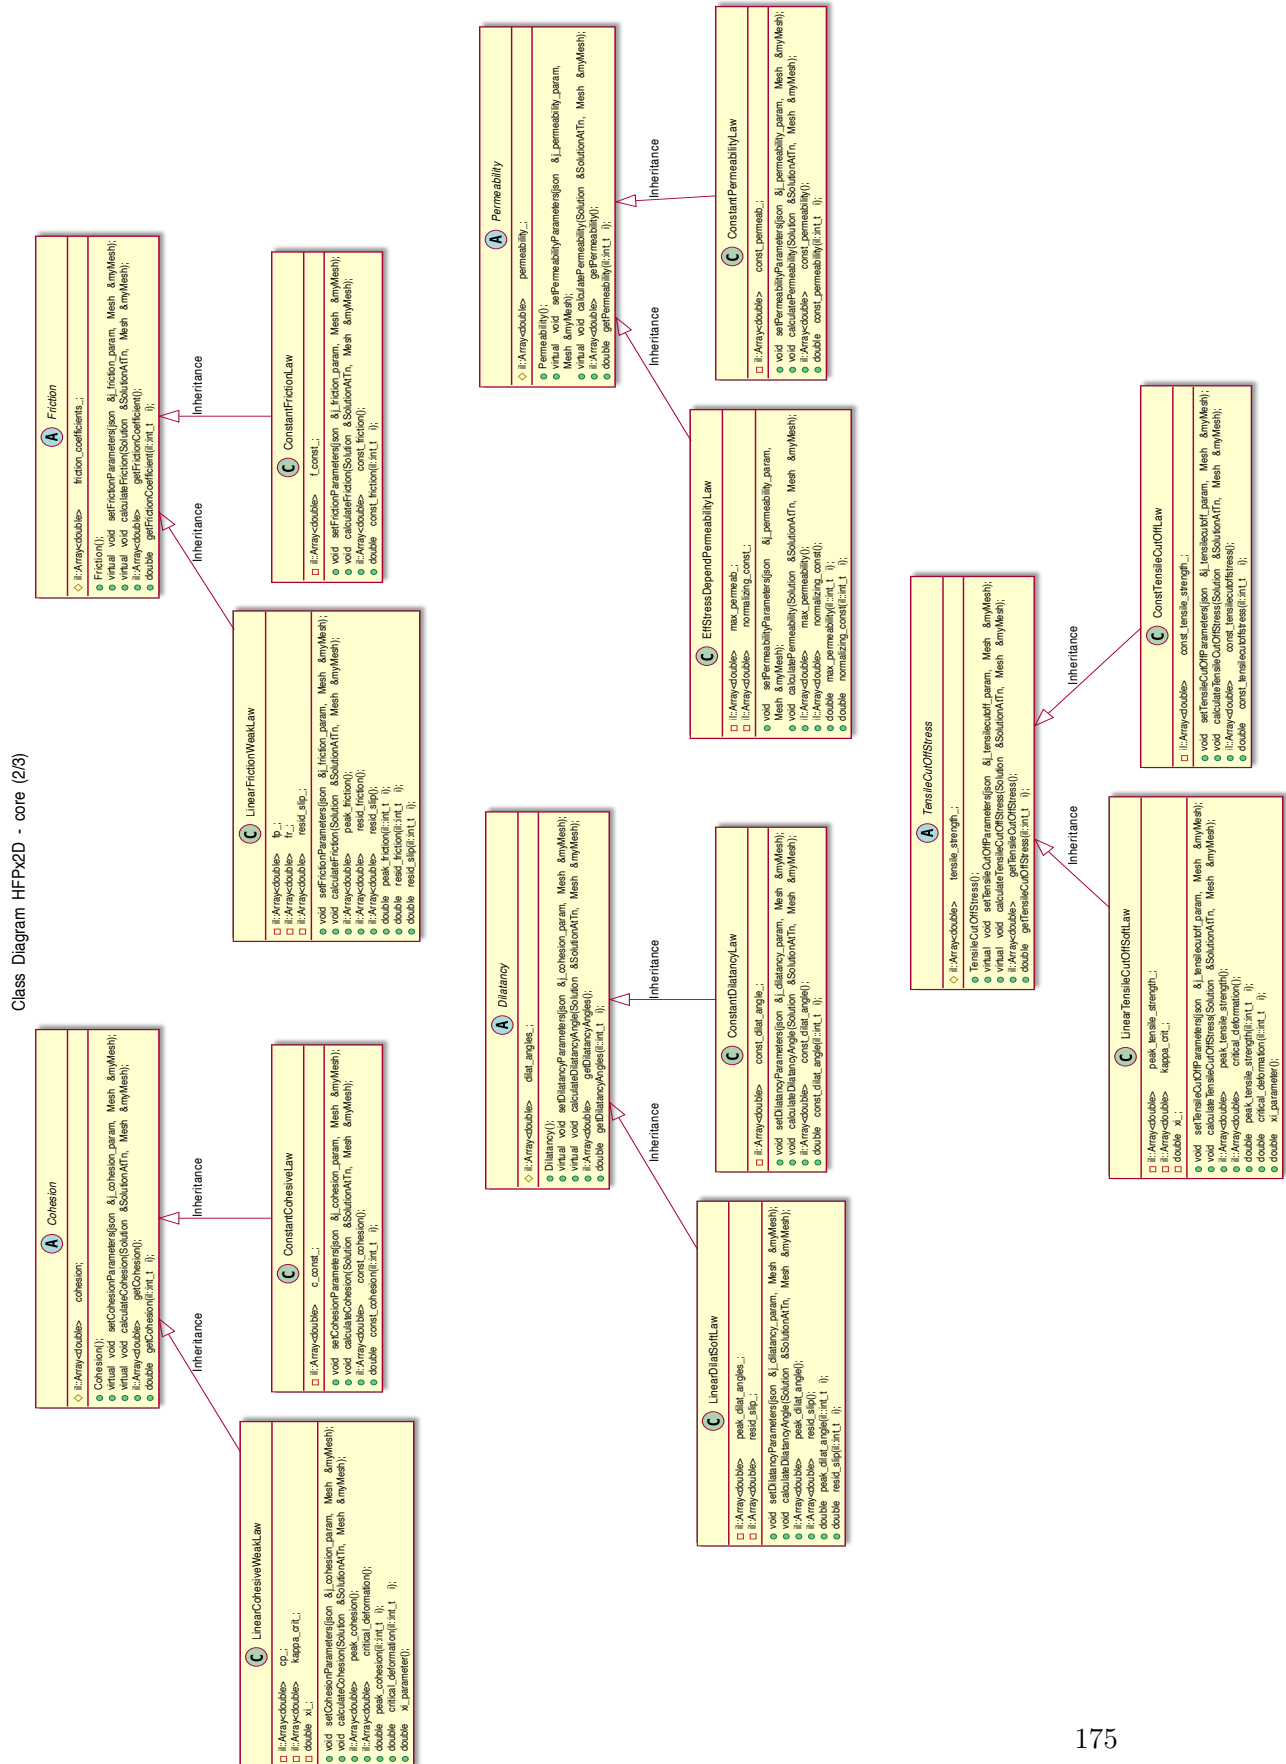 Class Diagram HFPx2D - core (2/3)
A Cohesion
il::Array<double> cohesion;
Cohesion();
virtual void setCohesionParameters(json &j_cohesion_param, Mesh &myMesh);
virtual void calculateCohesion(Solution &SolutionAtTn, Mesh &myMesh);
il::Array<double> getCohesion();
double getCohesion(il::int_t i);
Inheritance
Inheritance
C LinearCohesiveWeakLaw
il::Array<double> cp_;
il::Array<double> kappa_crit_;
double xi_;
void setCohesionParameters(json &j_cohesion_param, Mesh &myMesh);
void calculateCohesion(Solution &SolutionAtTn, Mesh &myMesh);
il::Array<double> peak_cohesion();
il::Array<double> critical_deformation();
double peak_cohesion(il::int_t i);
double critical_deformation(il::int_t i);
double xi_parameter();
C ConstantCohesiveLaw
il::Array<double> c_const_;
void setCohesionParameters(json &j_cohesion_param, Mesh &myMesh);
void calculateCohesion(Solution &SolutionAtTn, Mesh &myMesh);
il::Array<double> const_cohesion();
double const_cohesion(il::int_t i);
A Friction
il::Array<double> friction_coefficients_;
Friction();
virtual void setFrictionParameters(json &j_friction_param, Mesh &myMesh);
virtual void calculateFriction(Solution &SolutionAtTn, Mesh &myMesh);
il::Array<double> getFrictionCoefficient();
double getFrictionCoefficient(il::int_t i);
Inheritance
Inheritance
C LinearFrictionWeakLaw
il::Array<double> fp_;
il::Array<double> fr_;
il::Array<double> resid_slip_;
void setFrictionParameters(json &j_friction_param, Mesh &myMesh);
void calculateFriction(Solution &SolutionAtTn, Mesh &myMesh);
il::Array<double> peak_friction();
il::Array<double> resid_friction();
il::Array<double> resid_slip();
double peak_friction(il::int_t i);
double resid_friction(il::int_t i);
double resid_slip(il::int_t i);
C ConstantFrictionLaw
il::Array<double> f_const_;
void setFrictionParameters(json &j_friction_param, Mesh &myMesh);
void calculateFriction(Solution &SolutionAtTn, Mesh &myMesh);
il::Array<double> const_friction();
double const_friction(il::int_t i);
A Dilatancy
il::Array<double> dilat_angles_;
Dilatancy();
virtual void setDilatancyParameters(json &j_cohesion_param, Mesh &myMesh);
virtual void calculateDilatancyAngle(Solution &SolutionAtTn, Mesh &myMesh);
il::Array<double> getDilatancyAngles();
double getDilatancyAngles(il::int_t i);
Inheritance
Inheritance
C LinearDilatSoftLaw
il::Array<double> peak_dilat_angles_;
il::Array<double> resid_slip_;
void setDilatancyParameters(json &j_dilatancy_param, Mesh &myMesh);
void calculateDilatancyAngle(Solution &SolutionAtTn, Mesh &myMesh);
il::Array<double> peak_dilat_angle();
il::Array<double> resid_slip();
double peak_dilat_angle(il::int_t i);
double resid_slip(il::int_t i);
C ConstantDilatancyLaw
il::Array<double> const_dilat_angle_;
void setDilatancyParameters(json &j_dilatancy_param, Mesh &myMesh);
void calculateDilatancyAngle(Solution &SolutionAtTn, Mesh &myMesh);
il::Array<double> const_dilat_angle();
double const_dilat_angle(il::int_t i);
A Permeability
il::Array<double> permeability_;
Permeability();
virtual void setPermeabilityParameters(json &j_permeability_param,
Mesh &myMesh);
virtual void calculatePermeability(Solution &SolutionAtTn, Mesh &myMesh);
il::Array<double> getPermeability();
double getPermeability(il::int_t i);
Inheritance
Inheritance
C EffStressDependPermeabilityLaw
il::Array<double> max_permeab_;
il::Array<double> normalizing_const_;
void setPermeabilityParameters(json &j_permeability_param,
Mesh &myMesh);
void calculatePermeability(Solution &SolutionAtTn, Mesh &myMesh);
il::Array<double> max_permeability();
il::Array<double> normalizing_const();
double max_permeability(il::int_t i);
double normalizing_const(il::int_t i);
C ConstantPermeabilityLaw
il::Array<double> const_permeab_;
void setPermeabilityParameters(json &j_permeability_param, Mesh &myMesh);
void calculatePermeability(Solution &SolutionAtTn, Mesh &myMesh);
il::Array<double> const_permeability();
double const_permeability(il::int_t i);
A TensileCutOffStress
il::Array<double> tensile_strength_;
TensileCutOffStress();
virtual void setTensileCutOffParameters(json &j_tensilecutoff_param, Mesh &myMesh);
virtual void calculateTensileCutOffStress(Solution &SolutionAtTn, Mesh &myMesh);
il::Array<double> getTensileCutOffStress();
double getTensileCutOffStress(il::int_t i);
Inheritance
Inheritance
C LinearTensileCutOffSoftLaw
il::Array<double> peak_tensile_strength_;
il::Array<double> kappa_crit_;
double xi_;
void setTensileCutOffParameters(json &j_tensilecutoff_param, Mesh &myMesh);
void calculateTensileCutOffStress(Solution &SolutionAtTn, Mesh &myMesh);
il::Array<double> peak_tensile_strength();
il::Array<double> critical_deformation();
double peak_tensile_strength(il::int_t i);
double critical_deformation(il::int_t i);
double xi_parameter();
C ConstTensileCutOffLaw
il::Array<double> const_tensile_strength_;
void setTensileCutOffParameters(json &j_tensilecutoff_param, Mesh &myMesh);
void calculateTensileCutOffStress(Solution &SolutionAtTn, Mesh &myMesh);
il::Array<double> const_tensilecutoffstress();
double const_tensilecutoffstress(il::int_t i);
175